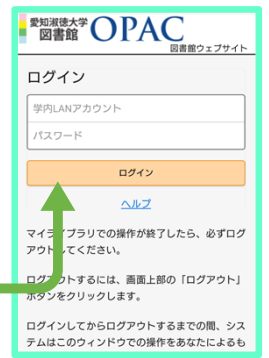 愛知淑徳大学
図書館 OPAC
図書館ウェブサイト
ログイン
学内LANアカウント
パスワード
ログイン
ヘルプ
マイライブラリでの操作が終了したら、必ずログ
アウトしてください。
ログアウトするには、画面上部の「ログアウト」
ボタンをクリックします。
ログインしてからログアウトするまでの間、シス
テムはこのウィンドウでの操作をあなたによるも